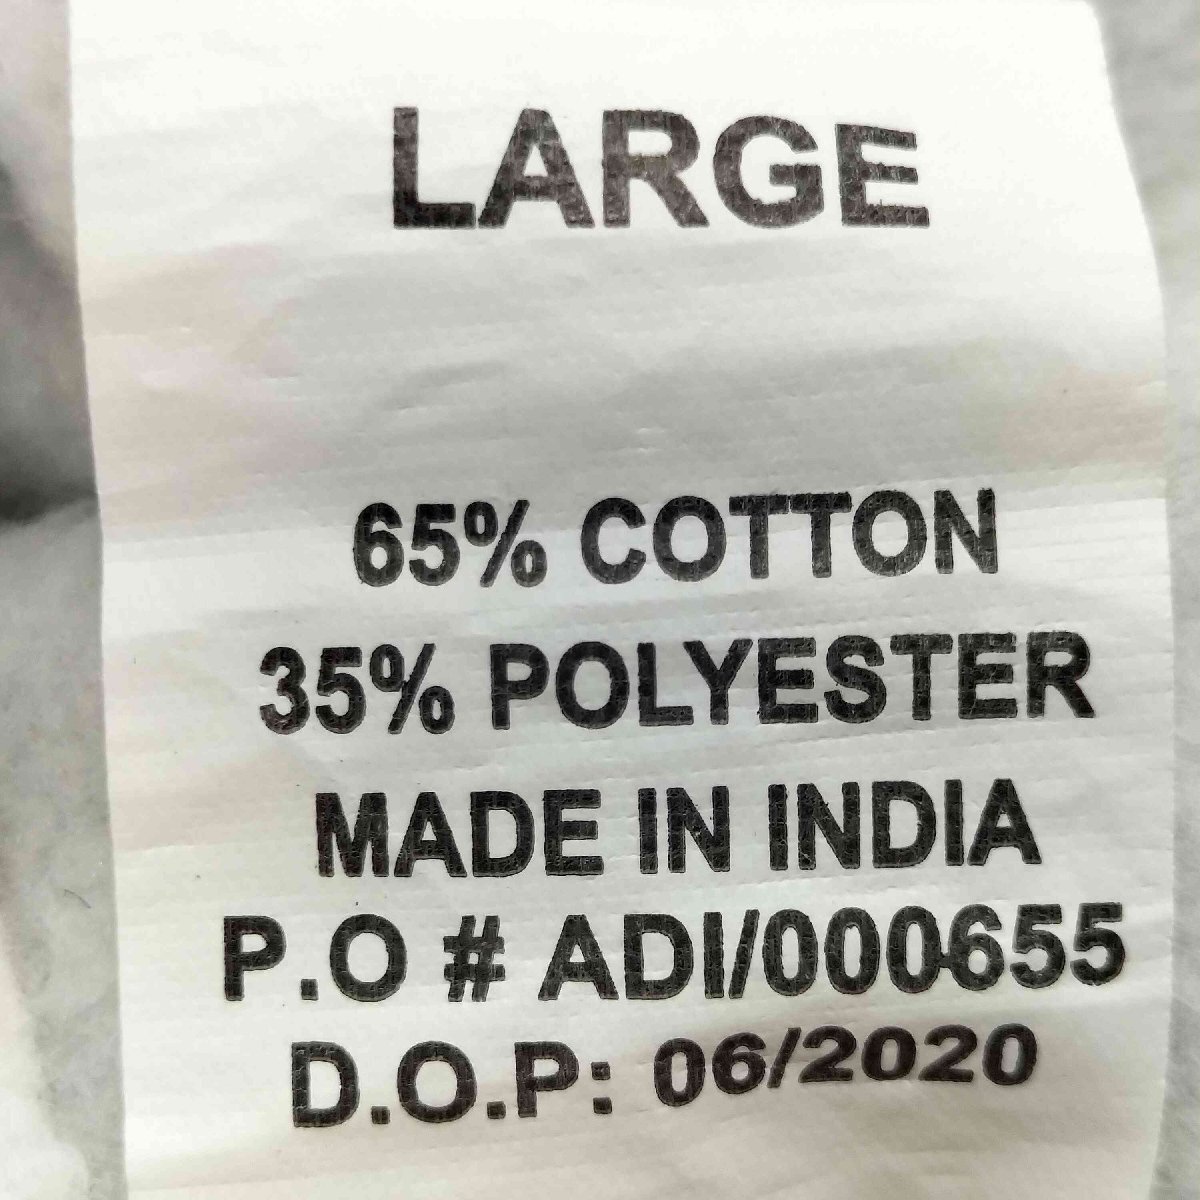 LARGE
65% COTTON
35% POLYESTER
MADE IN INDIA
P.O # ADI/000655
D.O.P: 06/2020